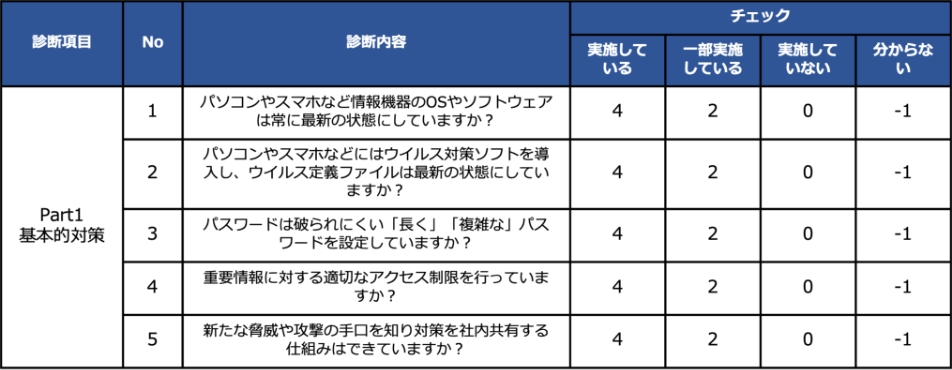 診断項目
No
診断内容
チェック
実施して
いる
一部実施
している
実施して
いない
分からな
い
Part1
基本的対策
1
パソコンやスマホなど情報機器のOSやソフトウェア
は常に最新の状態にしていますか？
4
2
0
-1
2
パソコンやスマホなどにはウイルス対策ソフトを導
入し、ウイルス定義ファイルは最新の状態にしてい
ますか？
4
2
0
-1
3
パスワードは破られにくい「長く」「複雑な」パス
ワードを設定していますか？
4
2
0
-1
4
重要情報に対する適切なアクセス制限を行っていま
すか？
4
2
0
-1
5
新たな脅威や攻撃の手口を知り対策を社内共有する
仕組みはできていますか？
4
2
0
-1